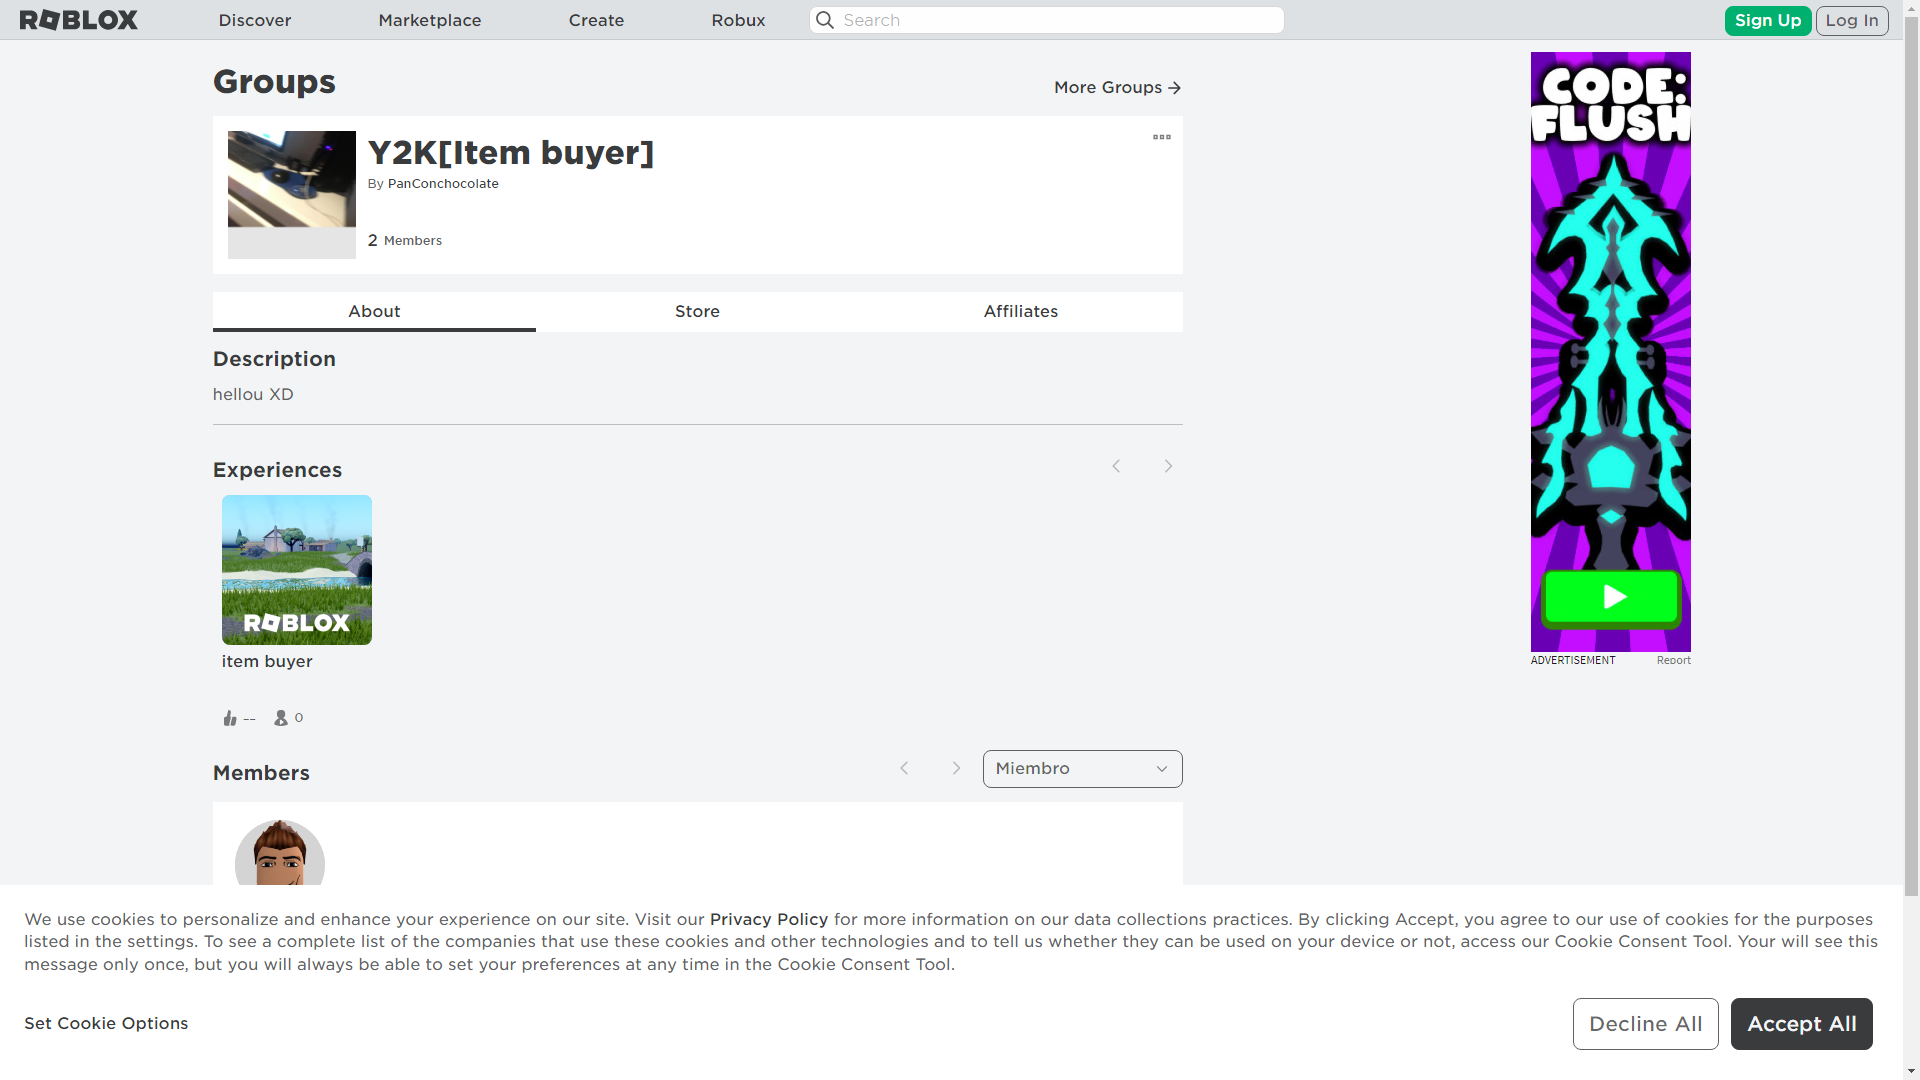 ROBLOX
Discover
Marketplace
Create
Robux
Search
Sign Up
Log In
Groups
More Groups
Y2K[Item buyer]
By PanConchocolate
2 Members
About
Store
Affiliates
Description
hellou XD
Experiences
ROBLOX
item buyer
--
0
Members
Miembro
CODE:
FLUSH
ADVERTISEMENT
Report
We use cookies to personalize and enhance your experience on our site. Visit our Privacy Policy for more information on our data collections practices. By clicking Accept, you agree to our use of cookies for the purposes
listed in the settings. To see a complete list of the companies that use these cookies and other technologies and to tell us whether they can be used on your device or not, access our Cookie Consent Tool. Your will see this
message only once, but you will always be able to set your preferences at any time in the Cookie Consent Tool.
Set Cookie Options
Decline All
Accept All